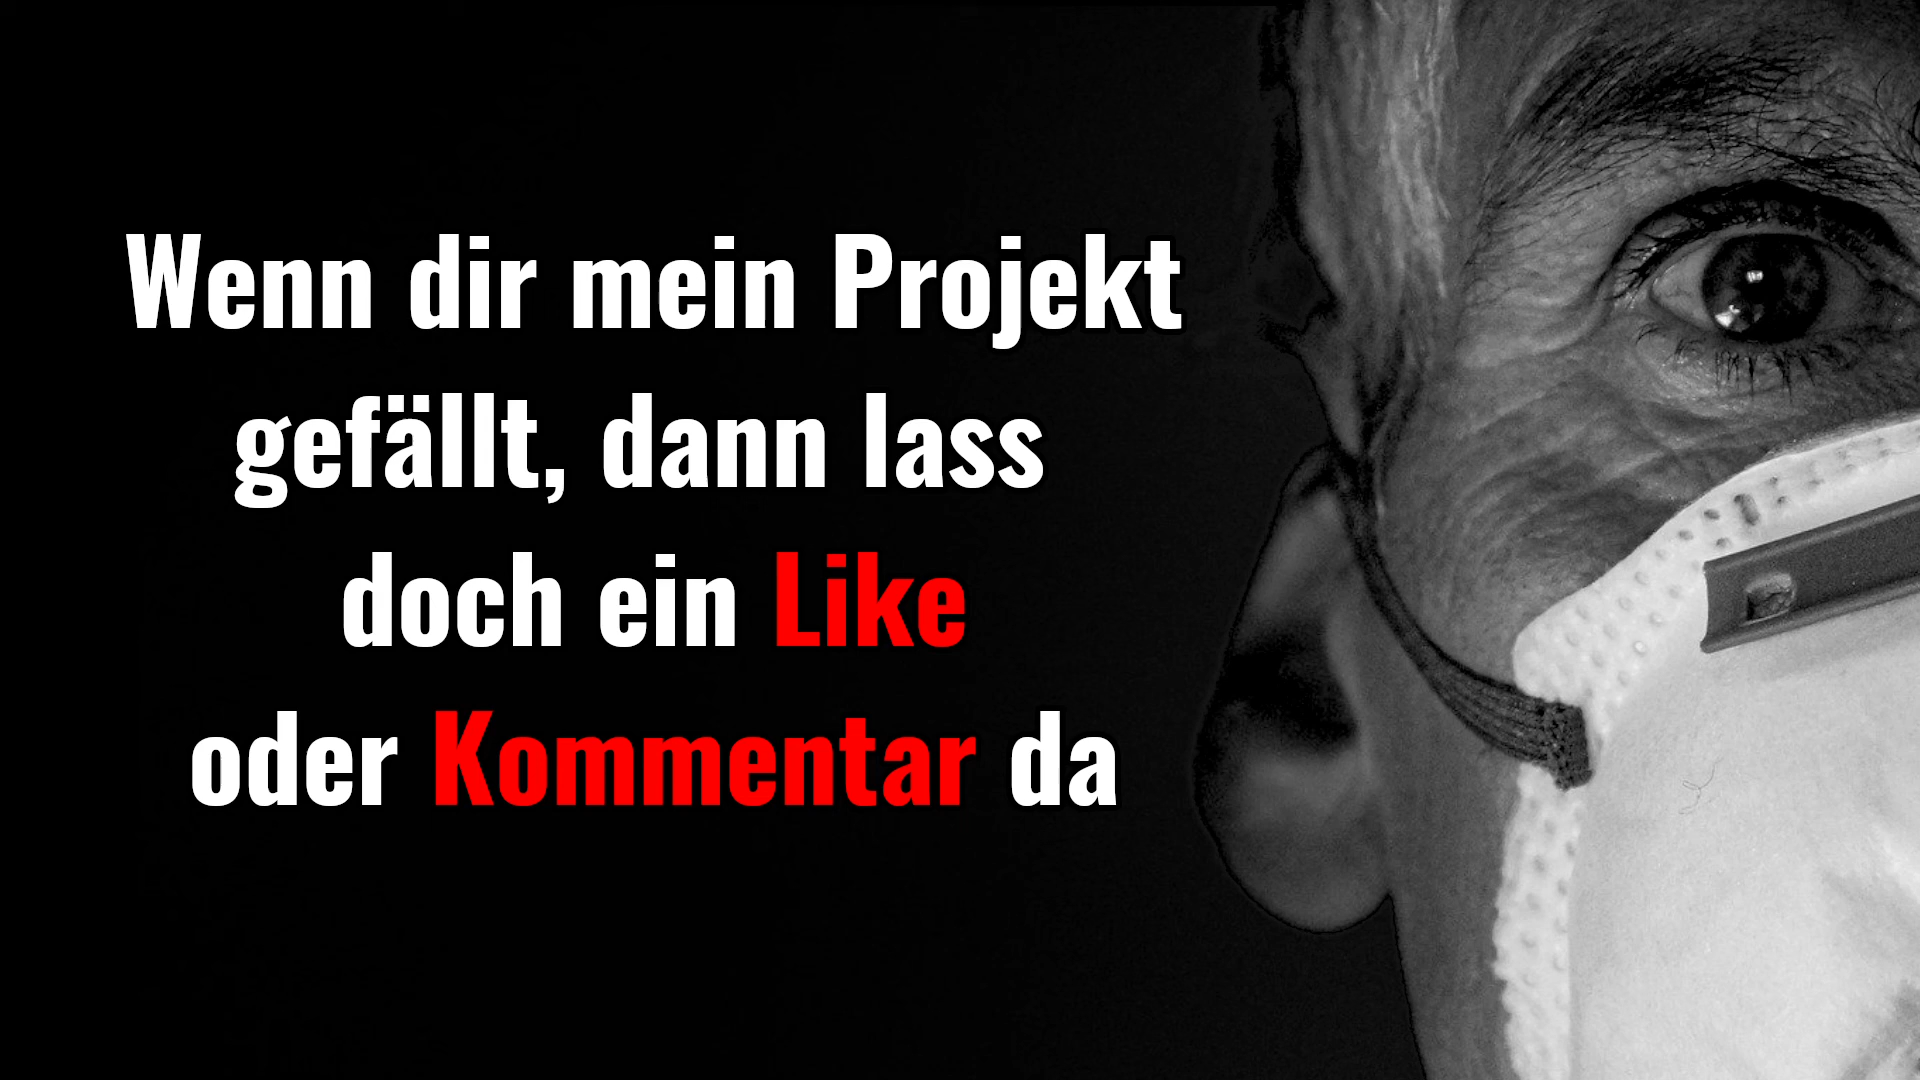 Wenn dir mein Projekt
gefällt, dann lass
doch ein Like
oder Kommentar da